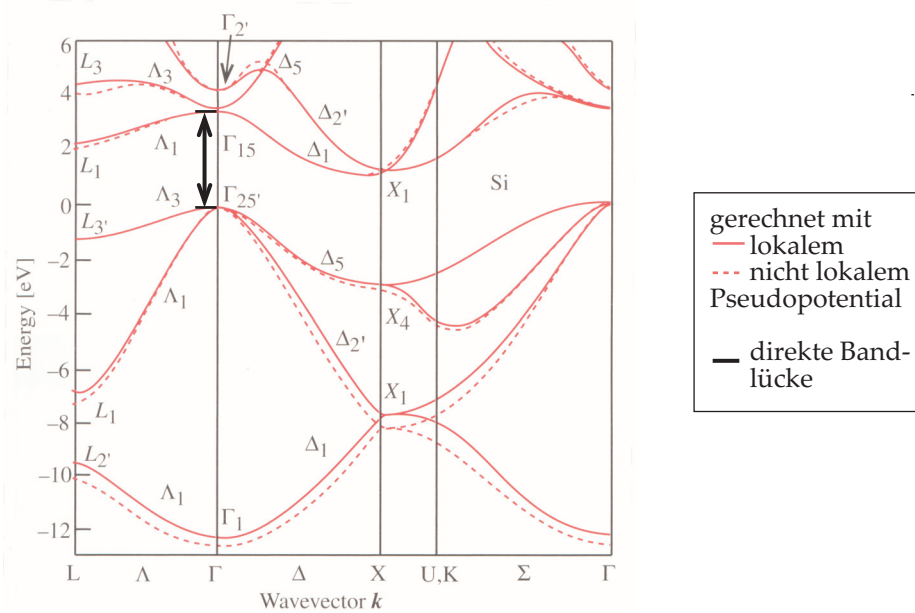 Γ2'
6
L3
Λ3
Δ5
4
Δ2'
Λ1
Γ15
Δ1
2
L1
X1
Si
Λ3
Γ25'
0
L3'
−2
Δ5
Energy [eV]
Λ1
X4
−4
Δ2'
−6
X1
L1
−8
L2'
Δ1
−10
Λ1
Γ1
−12
L Λ Γ Δ X U,K Σ Γ
Wavevector k
gerechnet mit
lokalem
nicht lokalem
Pseudopotential
direkte Band-
lücke